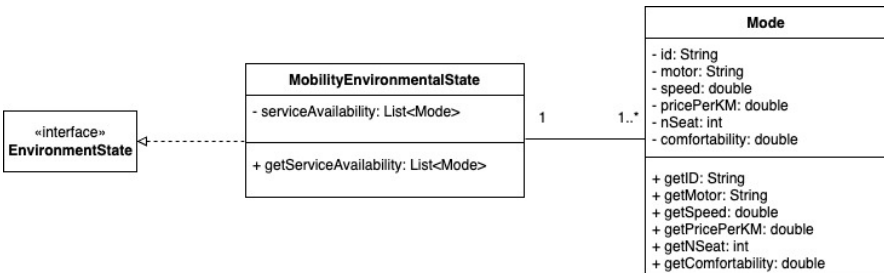 «interface»
EnvironmentState
MobilityEnvironmentalState
- serviceAvailability: List<Mode>
+ getServiceAvailability: List<Mode>
1
1..*
Mode
- id: String
- motor: String
- speed: double
- pricePerKM: double
- nSeat: int
- comfortability: double
+ getID: String
+ getMotor: String
+ getSpeed: double
+ getPricePerKM: double
+ getNSeat: int
+ getComfortability: double